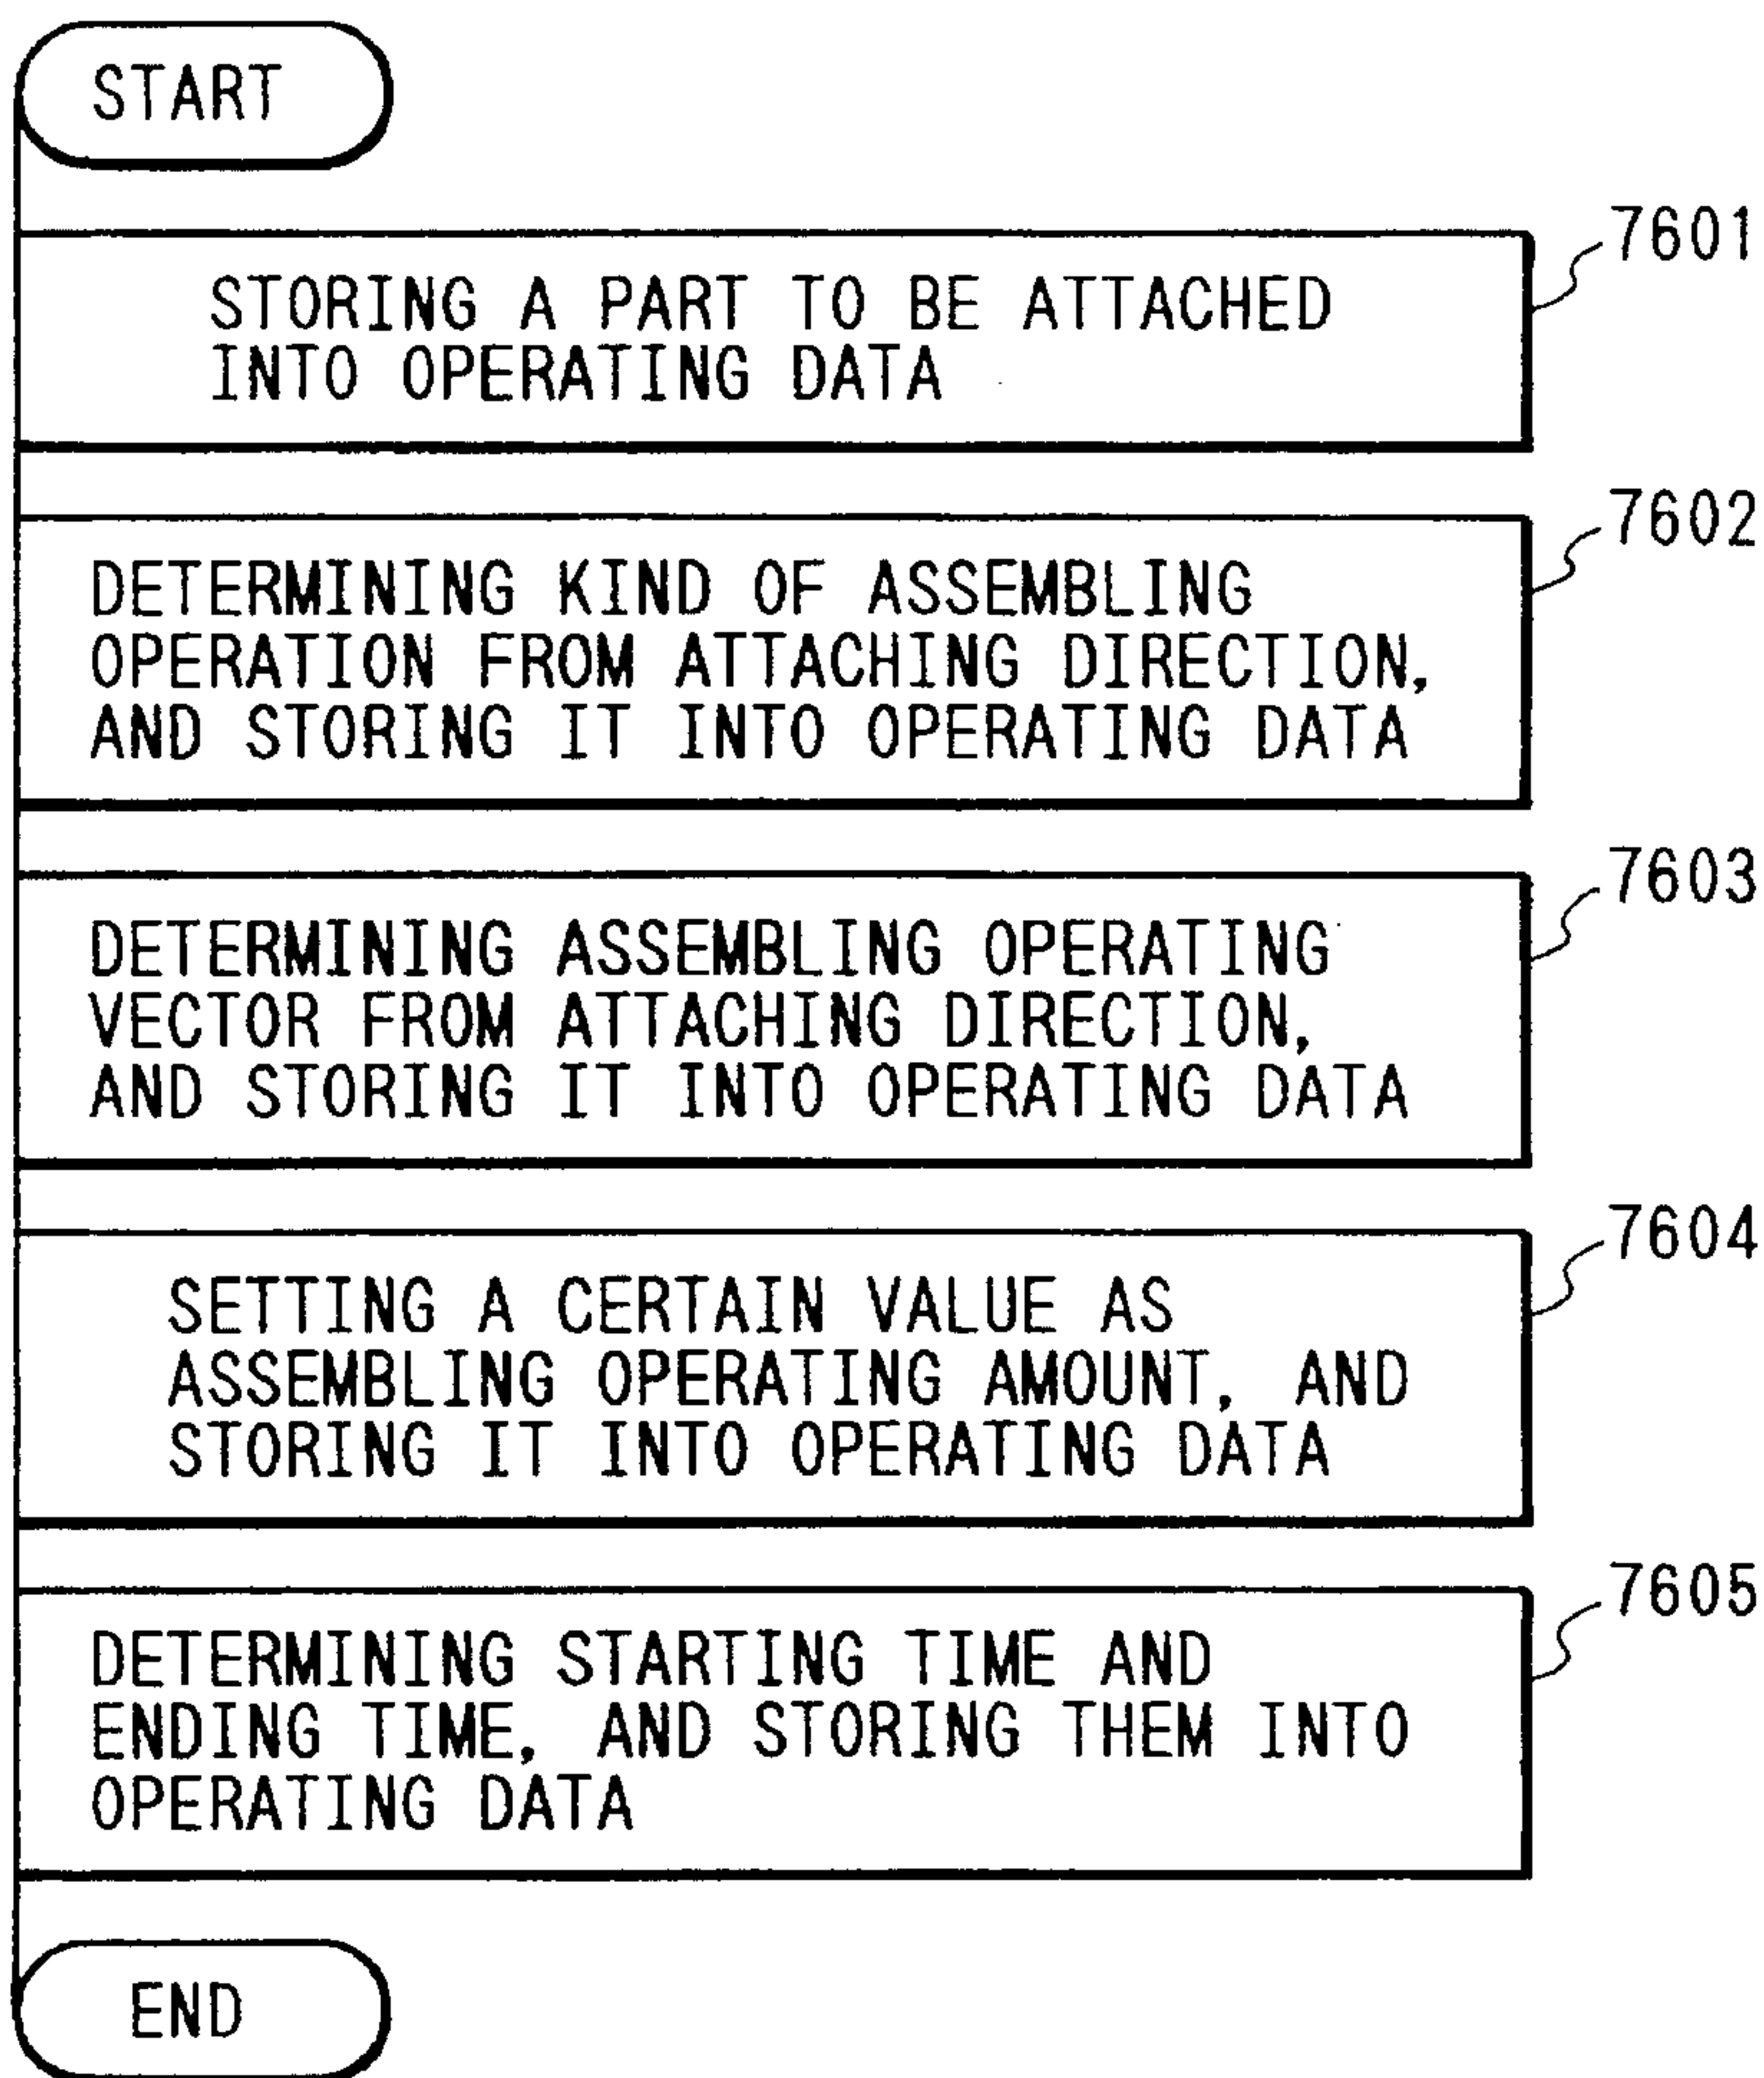 START
7601
STORING A PART TO BE ATTACHED
INTO OPERATING DATA
7602
DETERMINING KIND OF ASSEMBLING
OPERATION FROM ATTACHING DIRECTION,
AND STORING IT INTO OPERATING DATA
7603
DETERMINING ASSEMBLING OPERATING
VECTOR FROM ATTACHING DIRECTION,
AND STORING IT INTO OPERATING DATA
7604
SETTING A CERTAIN VALUE AS
ASSEMBLING OPERATING AMOUNT, AND
STORING IT INTO OPERATING DATA
7605
DETERMINING STARTING TIME AND
ENDING TIME, AND STORING THEM INTO
OPERATING DATA
END